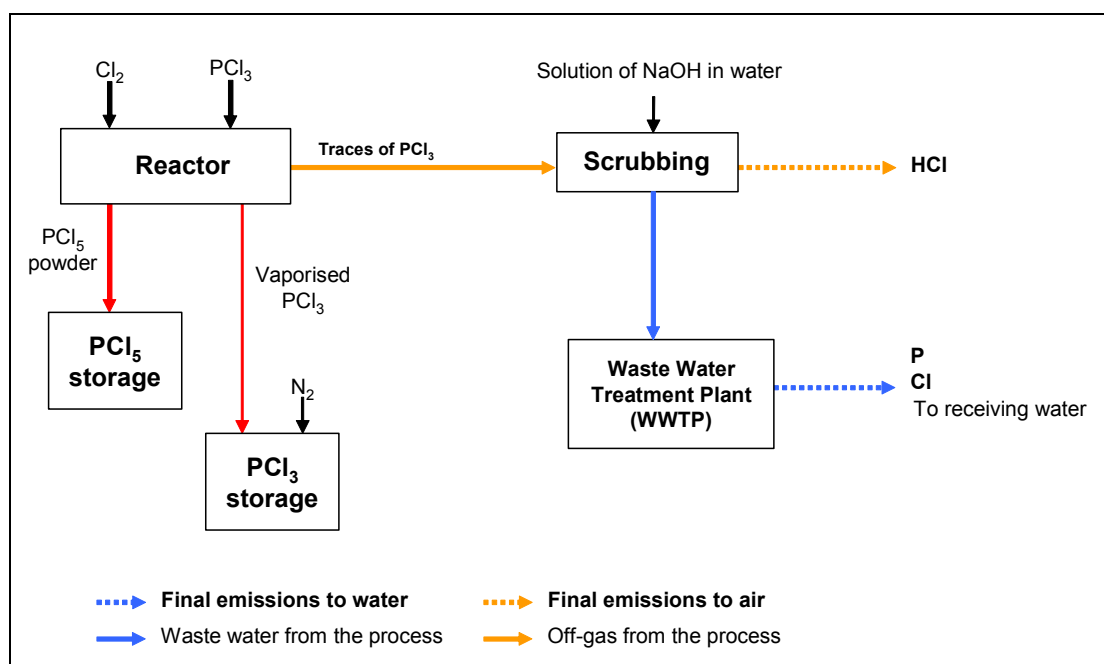 Cl₂
PCl₃
Solution of NaOH in water
Reactor
Traces of PCl₃
Scrubbing
HCl
PCl₅
powder
Vaporised
PCl₃
PCl₅
storage
N₂
PCl₃
storage
Waste Water
Treatment Plant
(WWTP)
P
Cl
To receiving water
Final emissions to water
Final emissions to air
Waste water from the process
Off-gas from the process